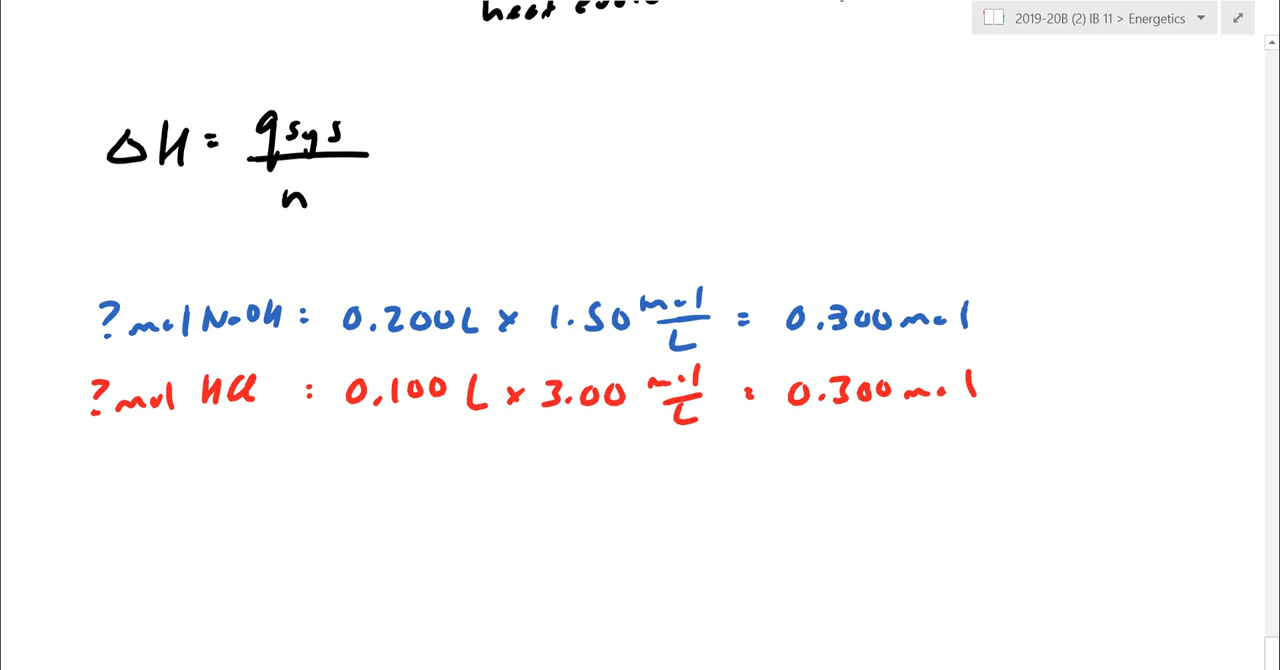 heat
2019-20B (2) IB 11 > Energetics
ΔH = qsys / n
? mol NaOH = 0.200 L × 1.50 mol/L = 0.300 mol
? mol HCl = 0.100 L × 3.00 mol/L = 0.300 mol